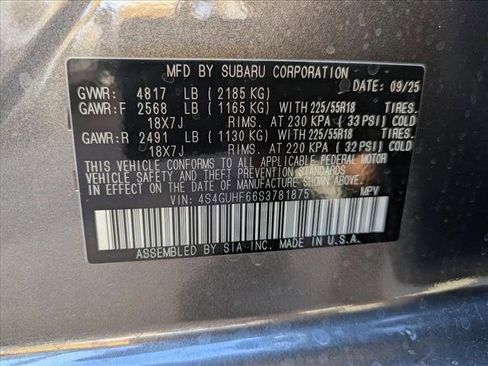 MFD BY SUBARU CORPORATION DATE: 09/25
GVWR: 4817 LB ( 2185 KG)
GAWR:F 2568 LB ( 1165 KG) WITH 225/55R18 TIRES.
18X7J RIMS. AT 230 KPA ( 33 PSI) COLD
GAWR:R 2491 LB ( 1130 KG) WITH 225/55R18 TIRES.
18X7J RIMS. AT 220 KPA ( 32 PSI) COLD
THIS VEHICLE CONFORMS TO ALL APPLICABLE FEDERAL MOTOR
VEHICLE SAFETY AND THEFT PREVENTION STANDARDS
IN EFFECT ON THE DATE OF MANUFACTURE SHOWN ABOVE.
VIN: 4S4GUHF66S3781875 MPV
ASSEMBLED BY SIA INC. MADE IN U.S.A.